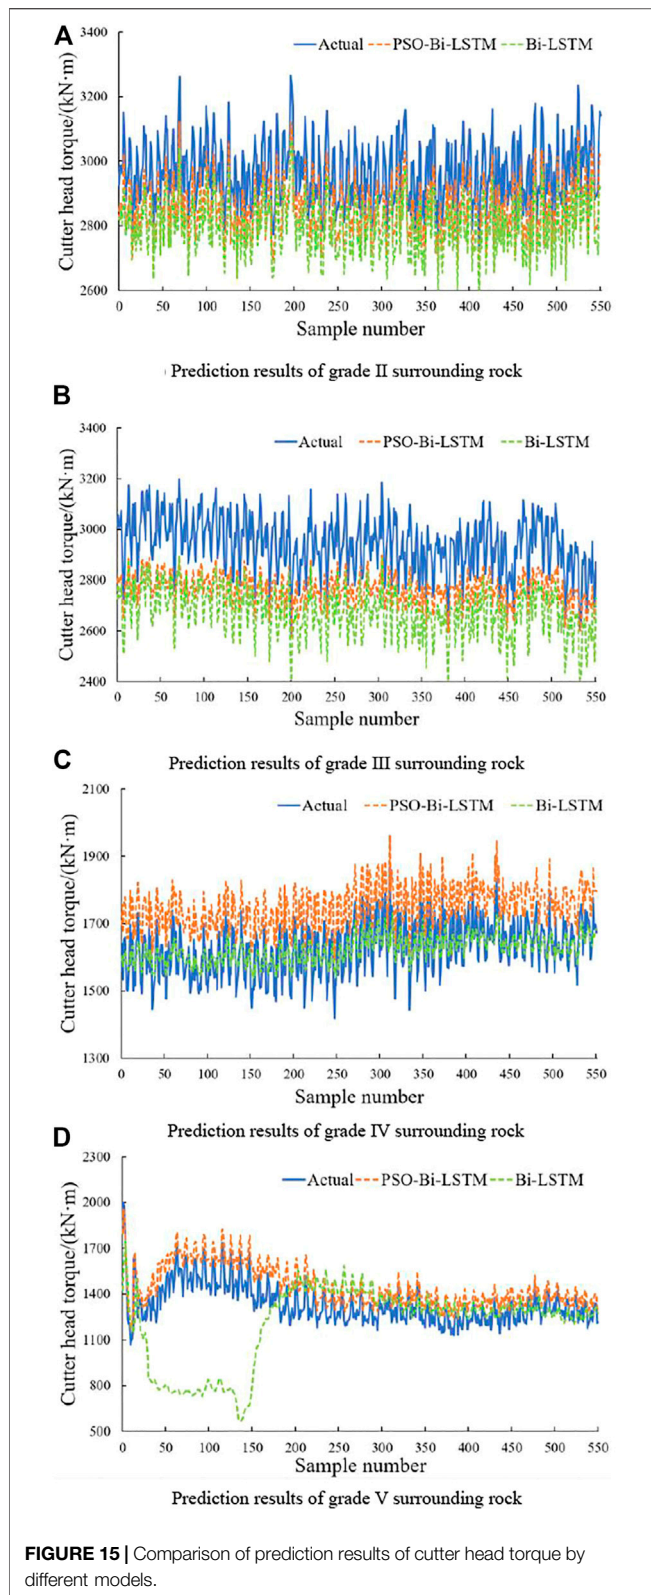 A
3400
Actual PSO-Bi-LSTM Bi-LSTM
3200
3000
2800
2600
Cutter head torque/(kN·m)
0 50 100 150 200 250 300 350 400 450 500 550
Sample number
) Prediction results of grade II surrounding rock
B
3400
Actual PSO-Bi-LSTM Bi-LSTM
3200
3000
2800
2600
2400
Cutter head torque/(kN·m)
0 50 100 150 200 250 300 350 400 450 500 550
Sample number
Prediction results of grade III surrounding rock
C
2100
Actual PSO-Bi-LSTM Bi-LSTM
1900
1700
1500
1300
Cutter head torque/(kN·m)
0 50 100 150 200 250 300 350 400 450 500 550
Sample number
Prediction results of grade IV surrounding rock
D
2300
Actual PSO-Bi-LSTM Bi-LSTM
2000
1700
1400
1100
800
500
Cutter head torque/(kN·m)
0 50 100 150 200 250 300 350 400 450 500 550
Sample number
Prediction results of grade V surrounding rock
FIGURE 15 | Comparison of prediction results of cutter head torque by
different models.